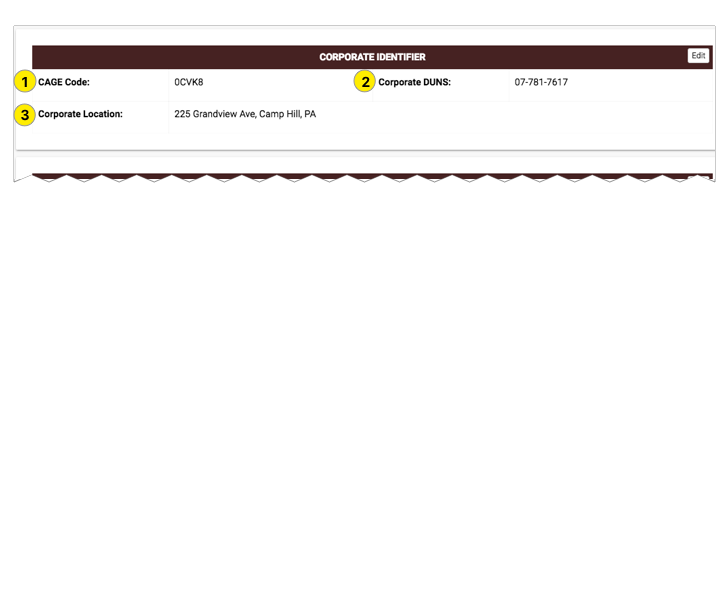 CORPORATE IDENTIFIER Edit
1 CAGE Code: 0CVK8 2 Corporate DUNS: 07-781-7617
3 Corporate Location: 225 Grandview Ave, Camp Hill, PA